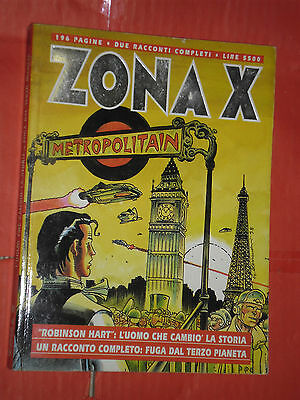 196 PAGINE • DUE RACCONTI COMPLETI • LIRE 5500
ZONA X
METROPOLITAIN
"ROBINSON HART": L'UOMO CHE CAMBIO' LA STORIA
UN RACCONTO COMPLETO: FUGA DAL TERZO PIANETA